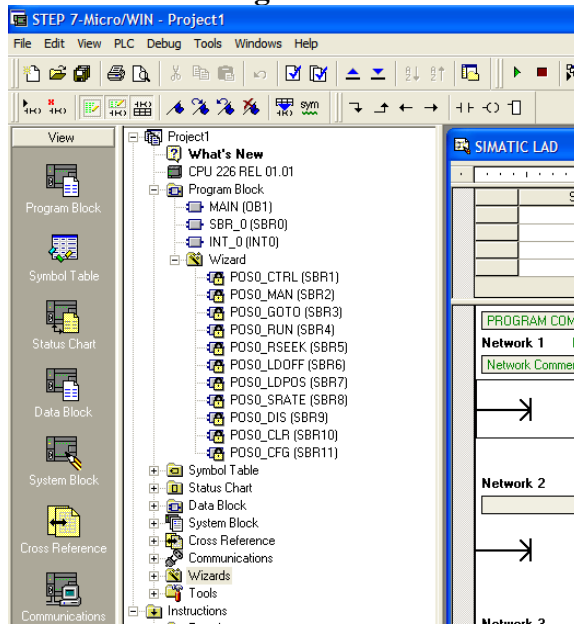 STEP 7-Micro/WIN - Project1
File Edit View PLC Debug Tools Windows Help
sym
View
Program Block
Symbol Table
Status Chart
Data Block
System Block
Cross Reference
Communications
Project1
What's New
CPU 226 REL 01.01
Program Block
MAIN (OB1)
SBR_0 (SBR0)
INT_0 (INT0)
Wizard
POS0_CTRL (SBR1)
POS0_MAN (SBR2)
POS0_GOTO (SBR3)
POS0_RUN (SBR4)
POS0_RSEEK (SBR5)
POS0_LDOFF (SBR6)
POS0_LDPOS (SBR7)
POS0_SRATE (SBR8)
POS0_DIS (SBR9)
POS0_CLR (SBR10)
POS0_CFG (SBR11)
Symbol Table
Status Chart
Data Block
System Block
Cross Reference
Communications
Wizards
Tools
Instructions
SIMATIC LAD
PROGRAM COM
Network 1
Network Commen
Network 2
Network 3